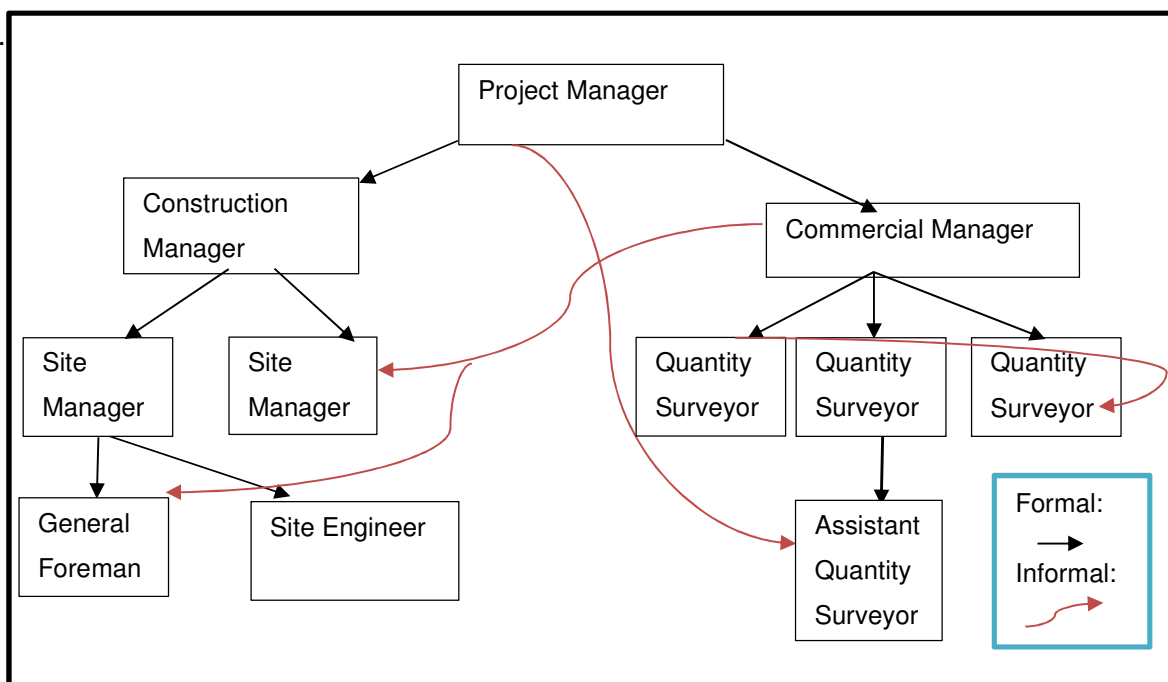 Project Manager
Construction
Manager
Commercial Manager
Site
Manager
Site
Manager
Quantity
Surveyor
Quantity
Surveyor
Quantity
Surveyor
General
Foreman
Site Engineer
Assistant
Quantity
Surveyor
Formal:
Informal: